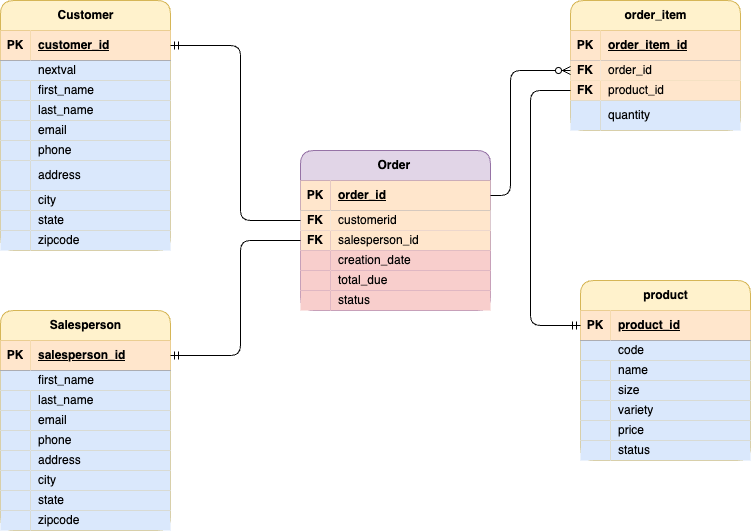 Customer
PK customer_id
nextval
first_name
last_name
email
phone
address
city
state
zipcode
Salesperson
PK salesperson_id
first_name
last_name
email
phone
address
city
state
zipcode
Order
PK order_id
FK customerid
FK salesperson_id
creation_date
total_due
status
order_item
PK order_item_id
FK order_id
FK product_id
quantity
product
PK product_id
code
name
size
variety
price
status